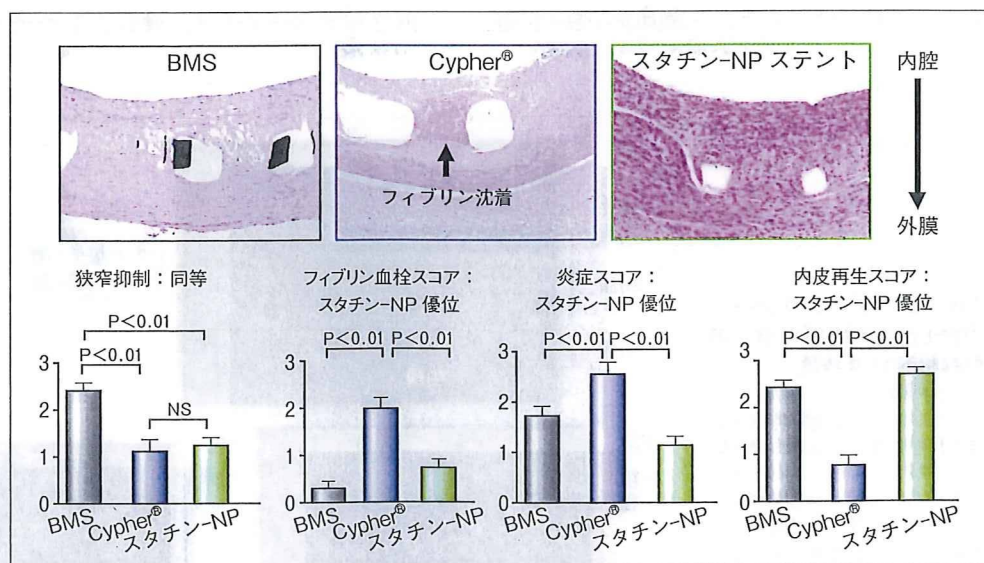 BMS
Cypher®
スタチン-NP ステント
フィブリン沈着
内腔
外膜
狭窄抑制：同等
P＜0.01
P＜0.01
NS
2
1
0
BMS
Cypher®
スタチン-NP
フィブリン血栓スコア：
スタチン-NP 優位
P＜0.01
P＜0.01
3
2
1
0
BMS
Cypher®
スタチン-NP
炎症スコア：
スタチン-NP 優位
P＜0.01
P＜0.01
3
2
1
0
BMS
Cypher®
スタチン-NP
内皮再生スコア：
スタチン-NP 優位
P＜0.01
P＜0.01
3
2
1
0
BMS
Cypher®
スタチン-NP